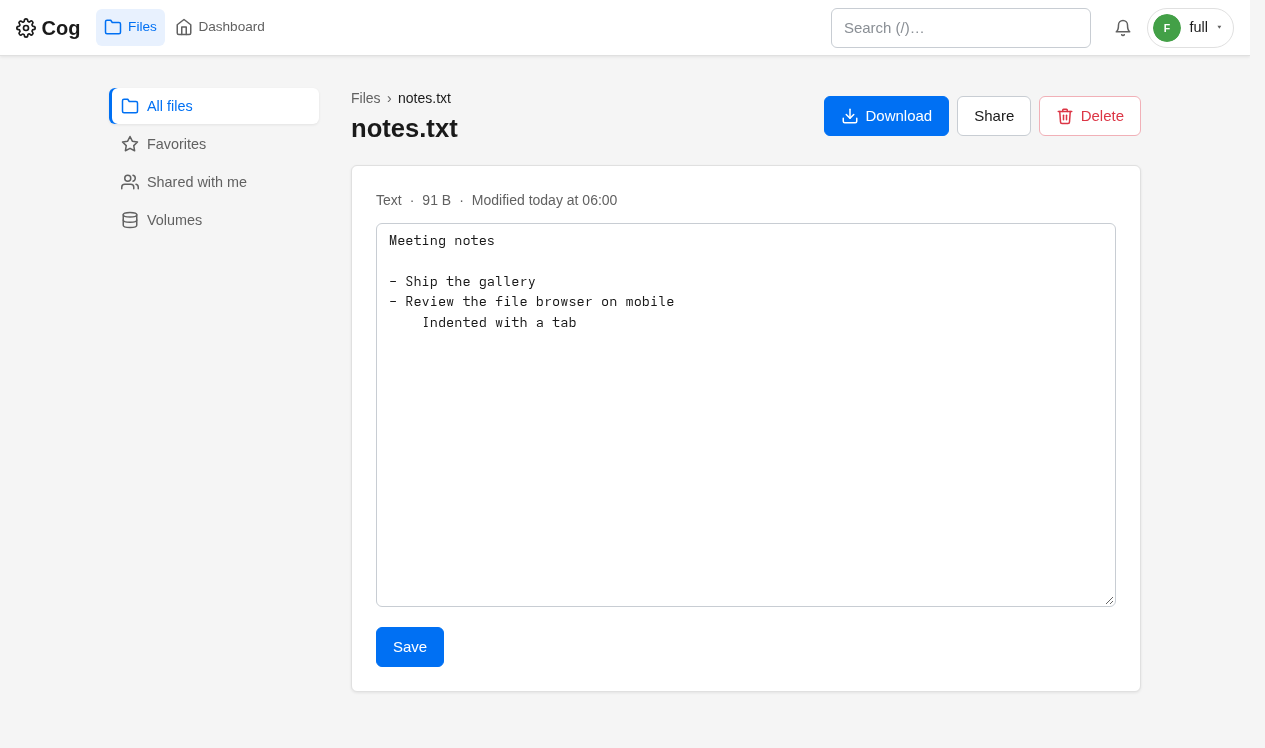 Cog
Files
Dashboard
Search (/)…
F
full
All files
Favorites
Shared with me
Volumes
Files › notes.txt
notes.txt
Download
Share
Delete
Text · 91 B · Modified today at 06:00
Meeting notes
- Ship the gallery
- Review the file browser on mobile
Indented with a tab
Save